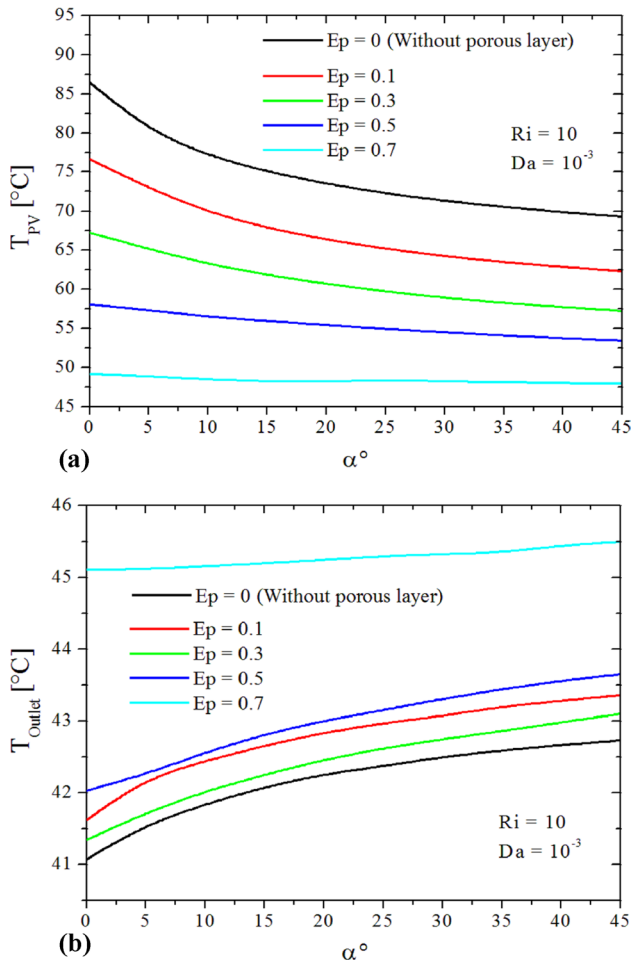 95
90
85
80
75
70
65
60
55
50
45
T_PV [°C]
Ep = 0 (Without porous layer)
Ep = 0.1
Ep = 0.3
Ep = 0.5
Ep = 0.7
Ri = 10
Da = 10⁻³
0 5 10 15 20 25 30 35 40 45
(a)
α°
46
45
44
43
42
41
T_Outlet [°C]
Ep = 0 (Without porous layer)
Ep = 0.1
Ep = 0.3
Ep = 0.5
Ep = 0.7
Ri = 10
Da = 10⁻³
0 5 10 15 20 25 30 35 40 45
(b)
α°